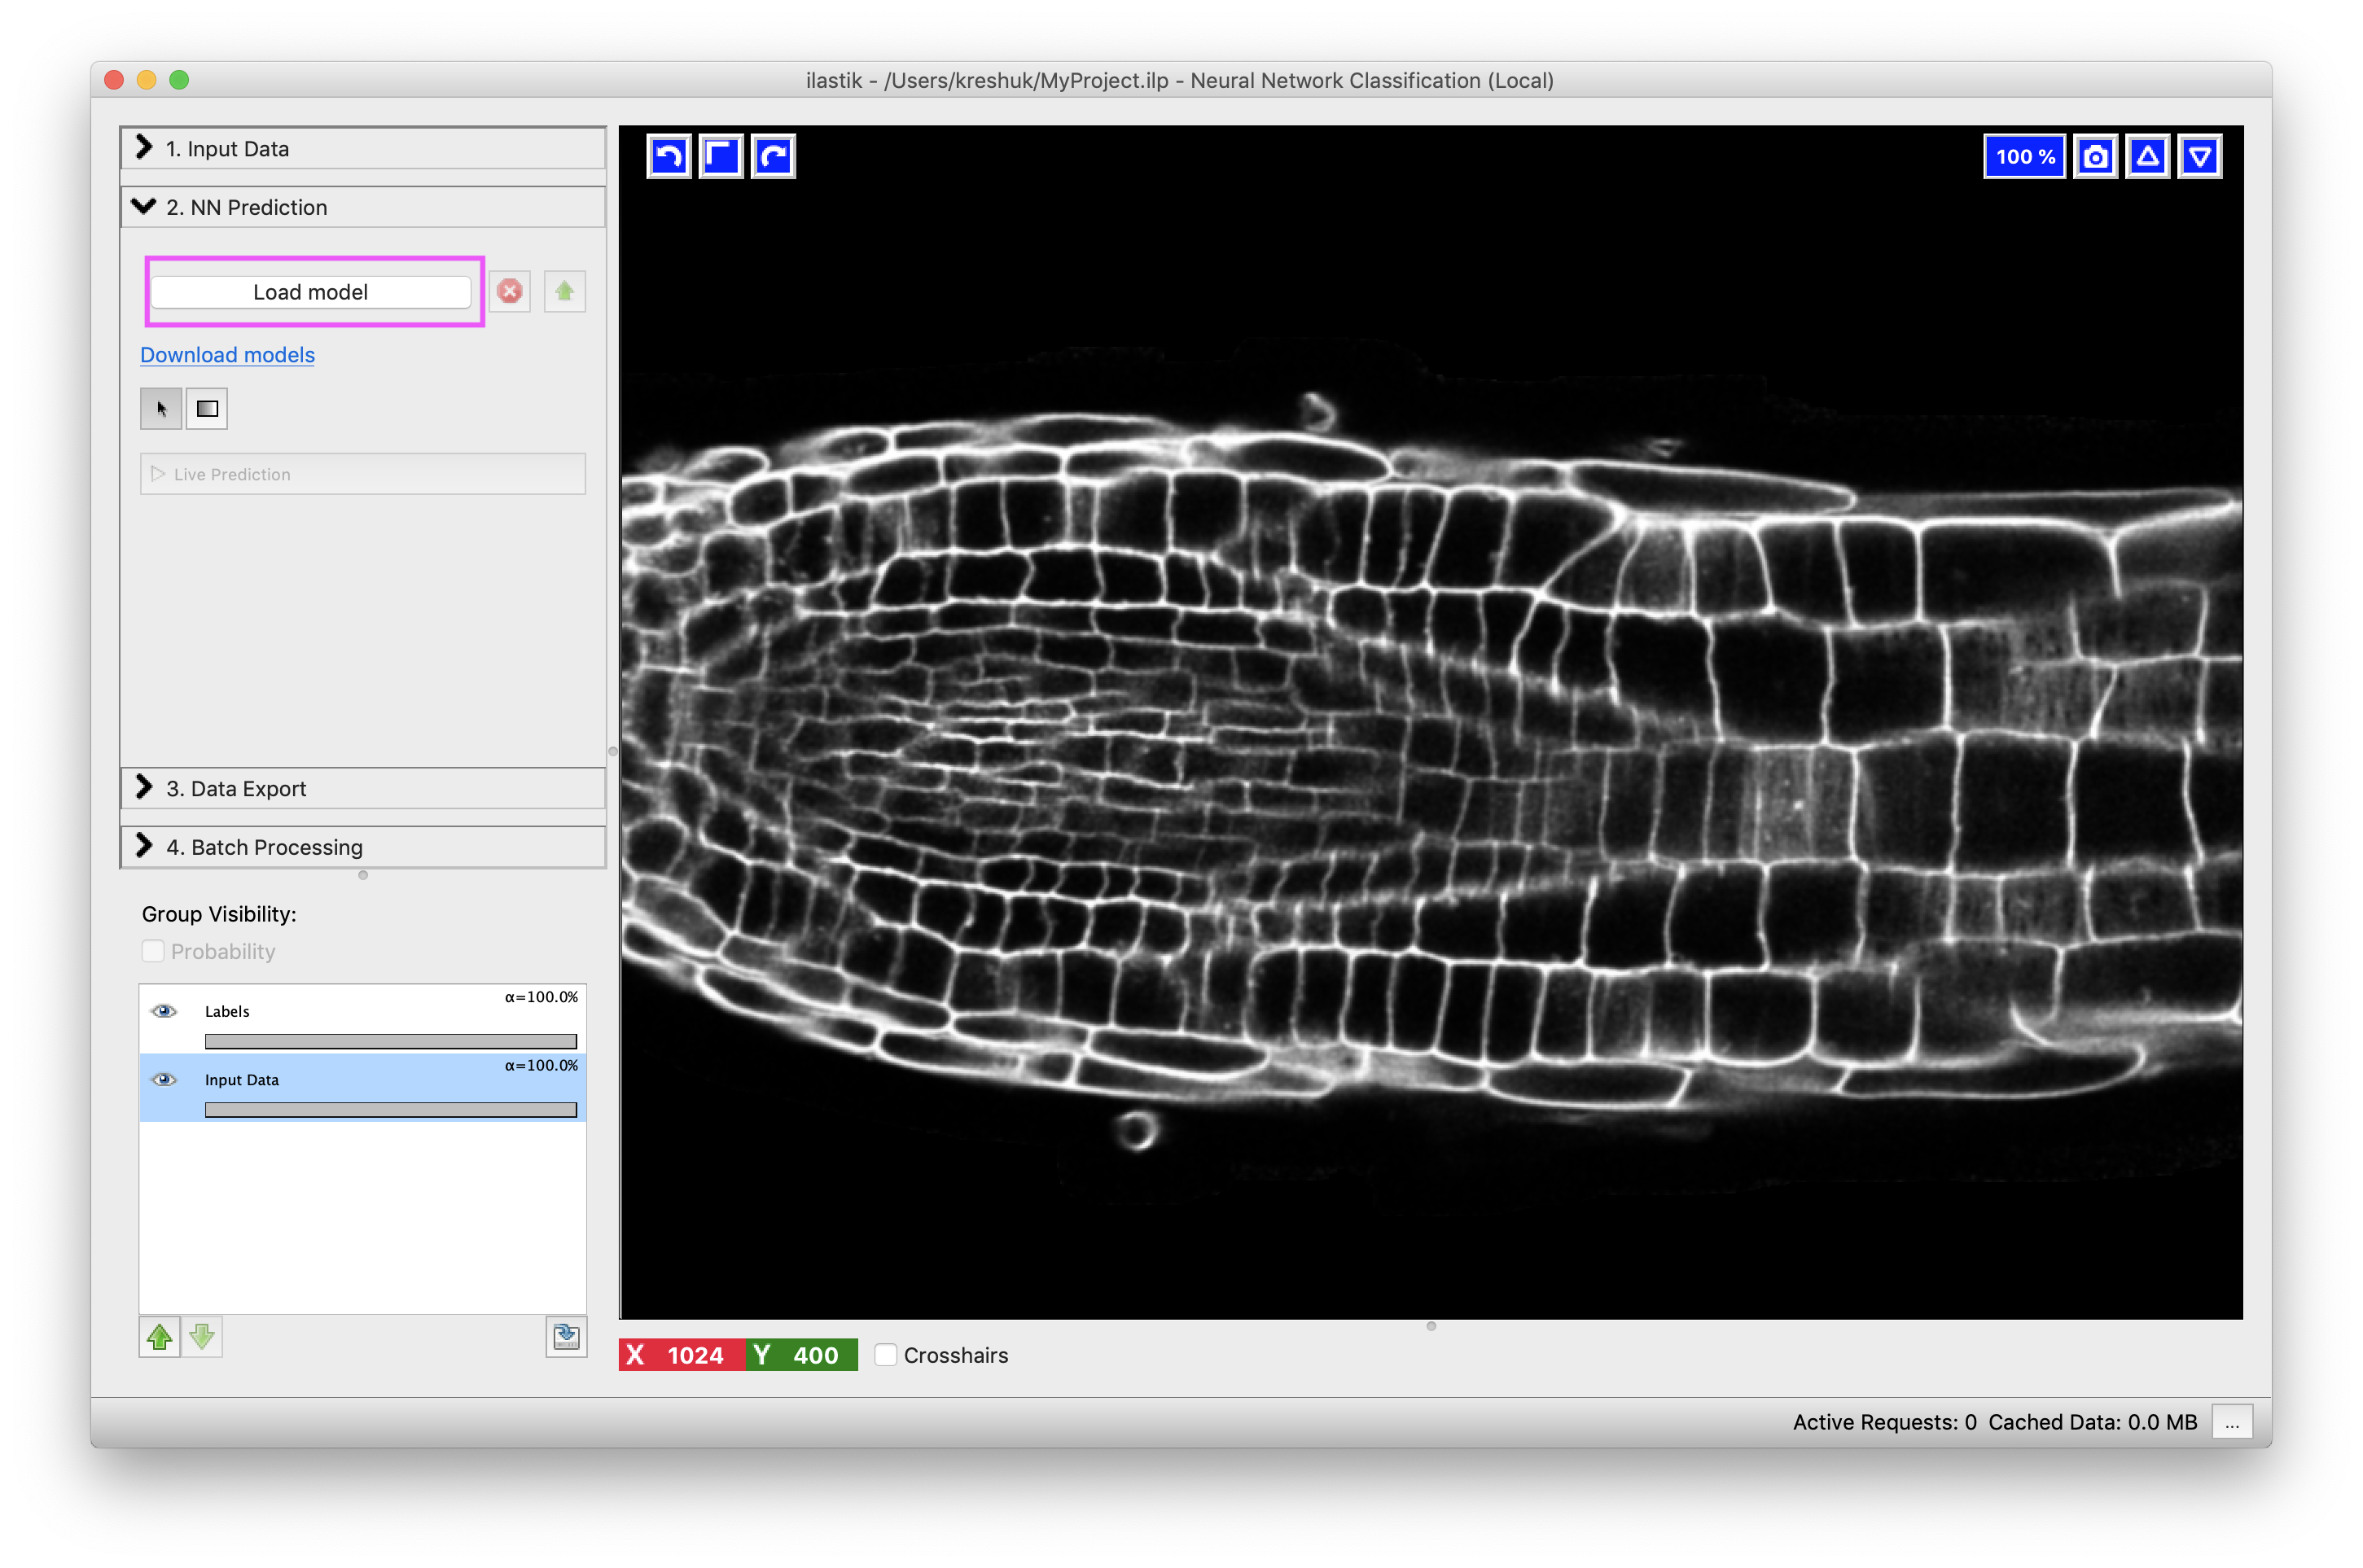 ilastik - /Users/kreshuk/MyProject.ilp - Neural Network Classification (Local)
1. Input Data
2. NN Prediction
Load model
Download models
Live Prediction
3. Data Export
4. Batch Processing
Group Visibility:
Probability
α=100.0%
Labels
α=100.0%
Input Data
100 %
X 1024 Y 400 Crosshairs
Active Requests: 0 Cached Data: 0.0 MB ...